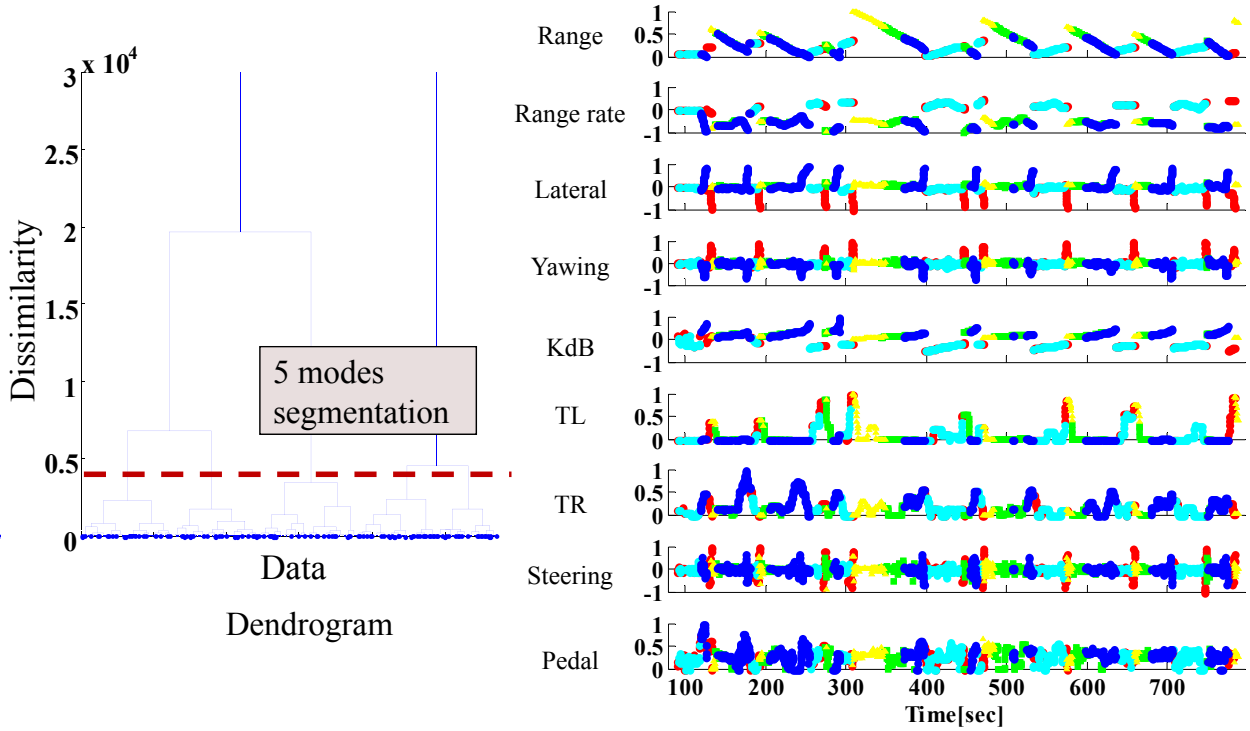 x 10^4
3
2.5
2
1.5
1
0.5
0
Dissimilarity
5 modes
segmentation
Data
Dendrogram
Range
1
0.5
0
Range rate
1
0
-1
Lateral
1
0
-1
Yawing
1
0
-1
KdB
1
0
-1
TL
1
0.5
0
TR
1
0.5
0
Steering
1
0
-1
Pedal
1
0.5
0
100 200 300 400 500 600 700
Time[sec]